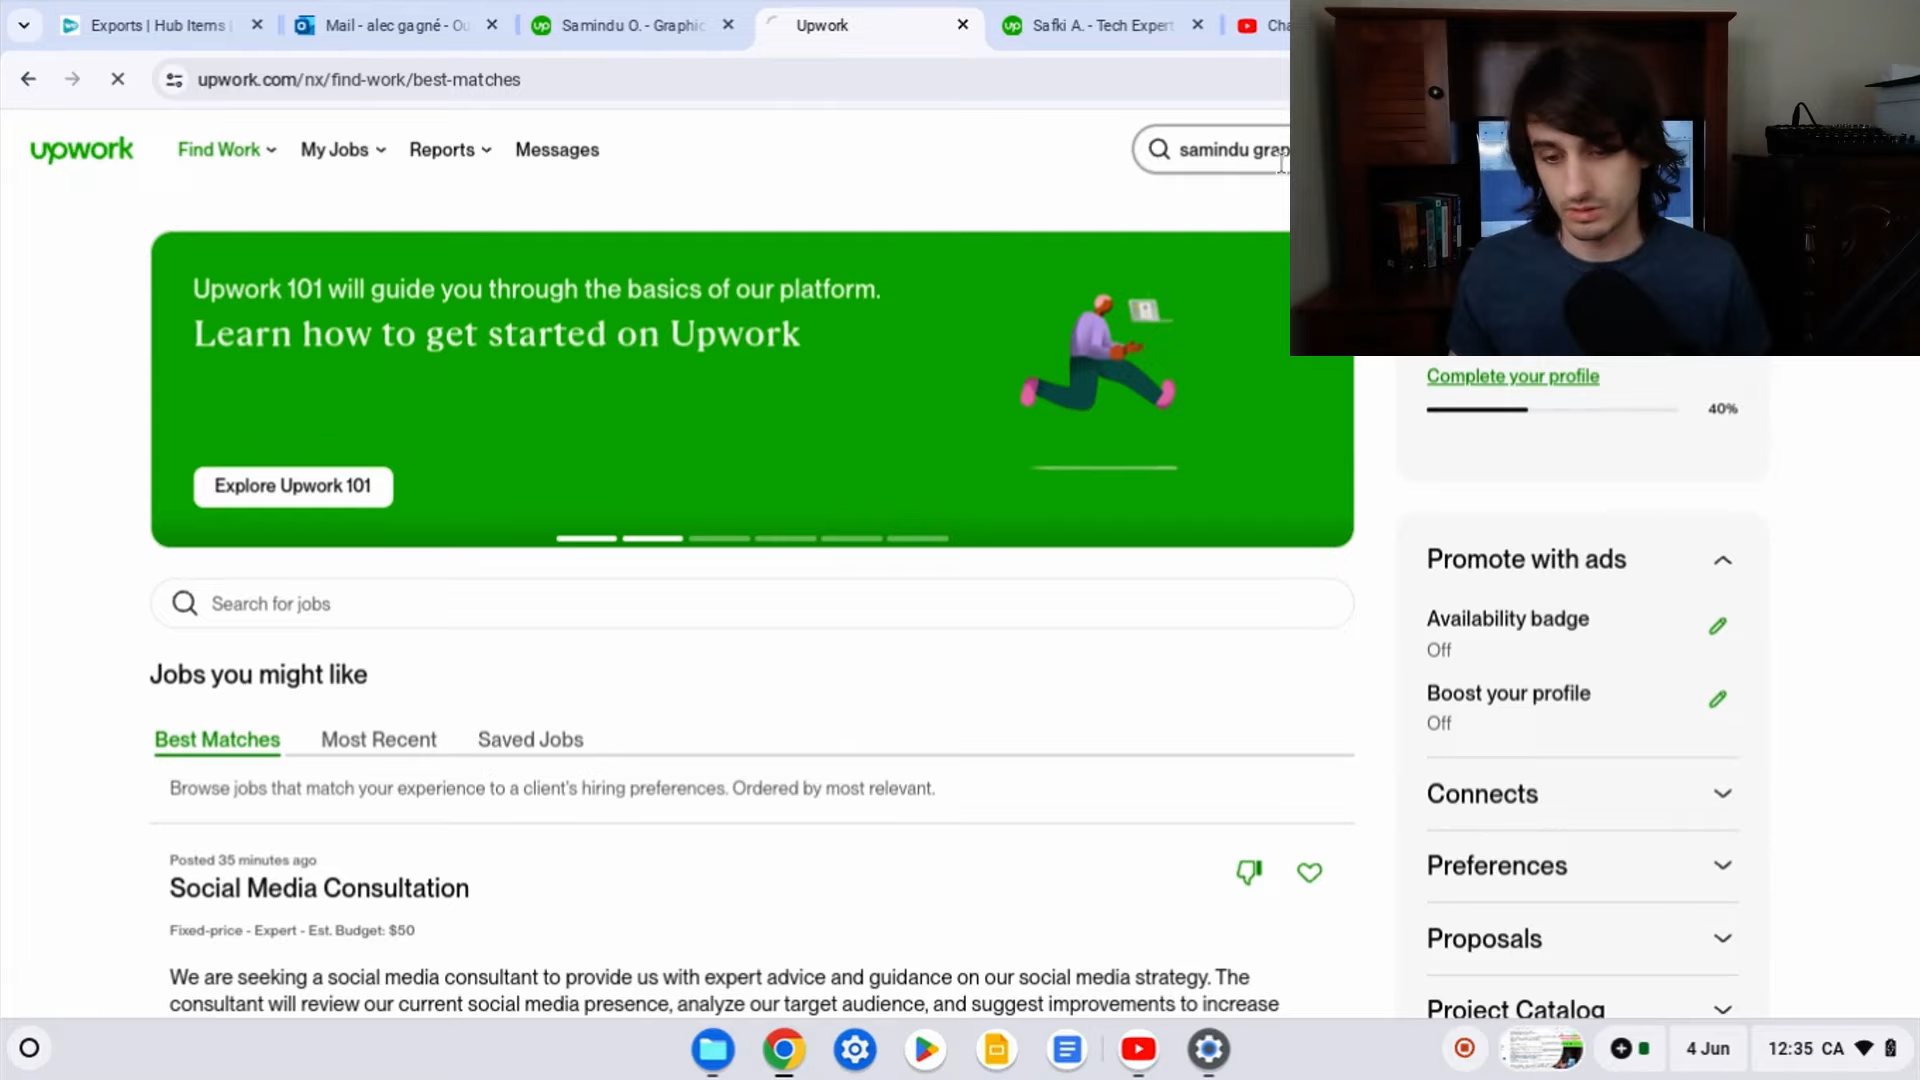 Exports | Hub Items |
Mail - alec gagné - Ou
Samindu O. - Graphic
Upwork
Safki A. - Tech Expert
Cha
upwork.com/nx/find-work/best-matches
upwork
Find Work
My Jobs
Reports
Messages
samindu grap
Upwork 101 will guide you through the basics of our platform.
Learn how to get started on Upwork
Explore Upwork 101
Complete your profile
40%
Search for jobs
Promote with ads
Availability badge
Off
Boost your profile
Off
Connects
Preferences
Proposals
Project Catalog
Jobs you might like
Best Matches
Most Recent
Saved Jobs
Browse jobs that match your experience to a client's hiring preferences. Ordered by most relevant.
Posted 35 minutes ago
Social Media Consultation
Fixed-price - Expert - Est. Budget: $50
We are seeking a social media consultant to provide us with expert advice and guidance on our social media strategy. The
consultant will review our current social media presence, analyze our target audience, and suggest improvements to increase
4 Jun
12:35 CA